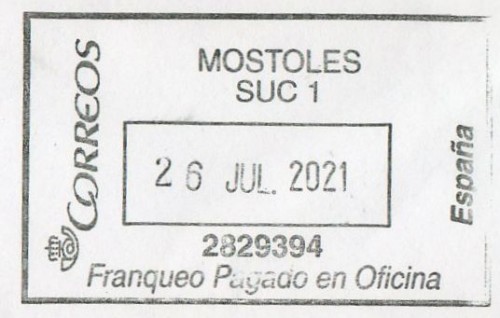 CORREOS
MOSTOLES
SUC 1
26 JUL. 2021
2829394
Franqueo Pagado en Oficina
España